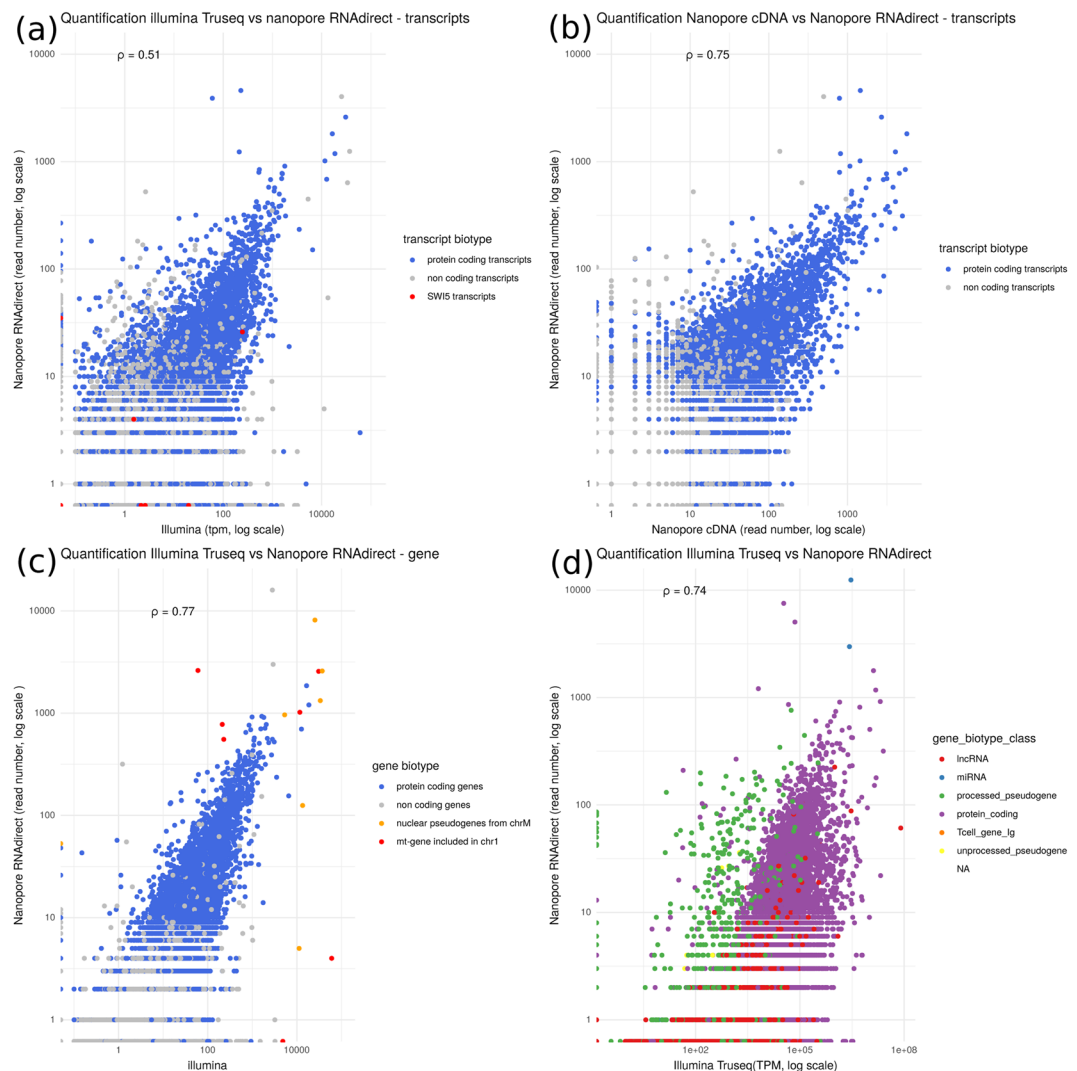 (a) Quantification illumina Truseq vs nanopore RNAdirect - transcripts
ρ = 0.51
Nanopore RNAdirect (read number, log scale )
10000
1000
100
10
1
1
100
10000
Illumina (tpm, log scale)
transcript biotype
protein coding transcripts
non coding transcripts
SWI5 transcripts
(b) Quantification Nanopore cDNA vs Nanopore RNAdirect - transcripts
ρ = 0.75
Nanopore RNAdirect (read number, log scale )
10000
1000
100
10
1
1
10
100
1000
Nanopore cDNA (read number, log scale)
transcript biotype
protein coding transcripts
non coding transcripts
(c) Quantification Illumina Truseq vs Nanopore RNAdirect - gene
ρ = 0.77
Nanopore RNAdirect (read number, log scale )
10000
1000
100
10
1
1
100
10000
illumina
gene biotype
protein coding genes
non coding genes
nuclear pseudogenes from chrM
mt-gene included in chr1
(d) Quantification Illumina Truseq vs Nanopore RNAdirect
ρ = 0.74
Nanopore RNAdirect (read number, log scale )
10000
1000
100
10
1
1e+02
1e+05
1e+08
Illumina Truseq(TPM, log scale)
gene_biotype_class
lncRNA
miRNA
processed_pseudogene
protein_coding
Tcell_gene_Ig
unprocessed_pseudogene
NA